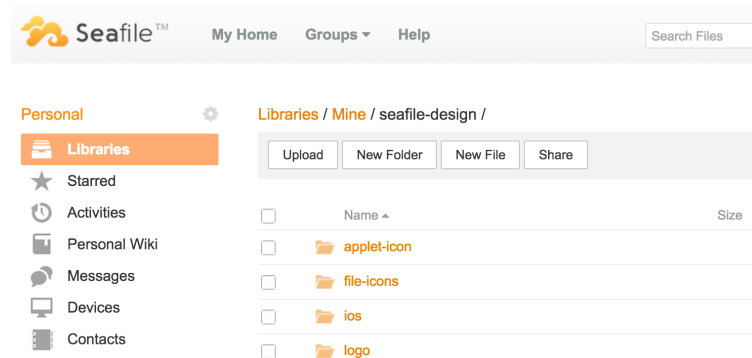 Seafile™ My Home Groups Help Search Files
Personal
Libraries
Starred
Activities
Personal Wiki
Messages
Devices
Contacts
Libraries / Mine / seafile-design /
Upload New Folder New File Share
Name Size
applet-icon
file-icons
ios
logo